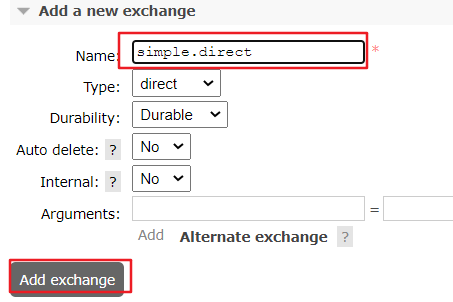 Add a new exchange
Name: simple.direct *
Type: direct
Durability: Durable
Auto delete: ? No
Internal: ? No
Arguments: =
Add Alternate exchange ?
Add exchange